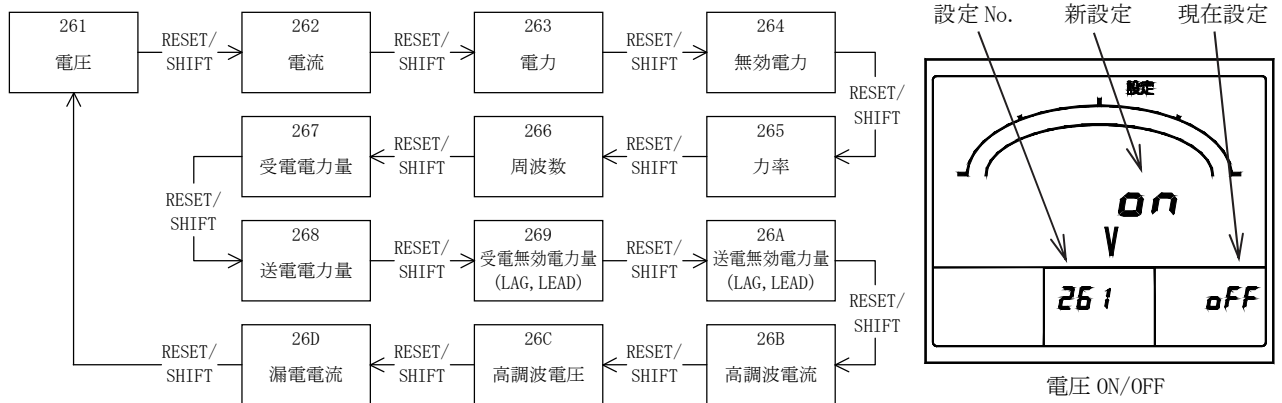 設定 No.
新設定
現在設定
261
電圧
RESET/
SHIFT
262
電流
RESET/
SHIFT
263
電力
RESET/
SHIFT
264
無効電力
RESET/
SHIFT
265
力率
RESET/
SHIFT
266
周波数
RESET/
SHIFT
267
受電電力量
RESET/
SHIFT
268
送電電力量
RESET/
SHIFT
269
受電無効電力量
(LAG,LEAD)
RESET/
SHIFT
26A
送電無効電力量
(LAG,LEAD)
RESET/
SHIFT
26B
高調波電流
RESET/
SHIFT
26C
高調波電圧
RESET/
SHIFT
26D
漏電電流
RESET/
SHIFT
設定
on
V
261
oFF
電圧 ON/OFF